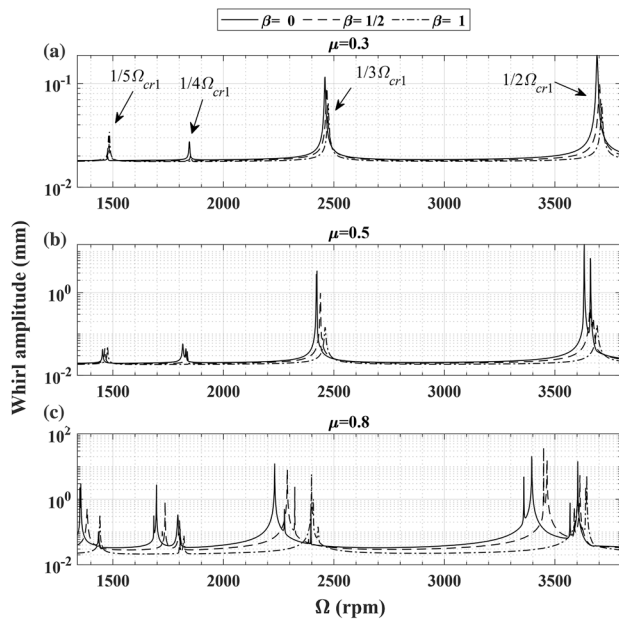 β= 0 β= 1/2 β= 1
(a) μ=0.3
1/5Ω_cr1
1/4Ω_cr1
1/3Ω_cr1
1/2Ω_cr1
10^-1
10^-2
1500 2000 2500 3000 3500
(b) μ=0.5
10^0
10^-2
1500 2000 2500 3000 3500
Whirl amplitude (mm)
(c) μ=0.8
10^2
10^0
10^-2
1500 2000 2500 3000 3500
Ω (rpm)